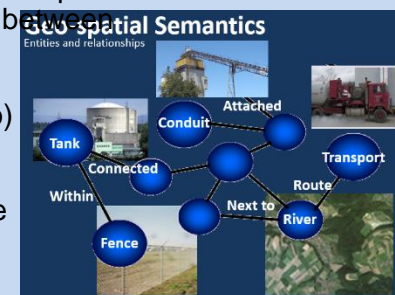 between
Geo-spatial Semantics
Entities and relationships
Attached
Conduit
)
Tank
Transport
Connected
Route
Within
e
Next to
River
Fence